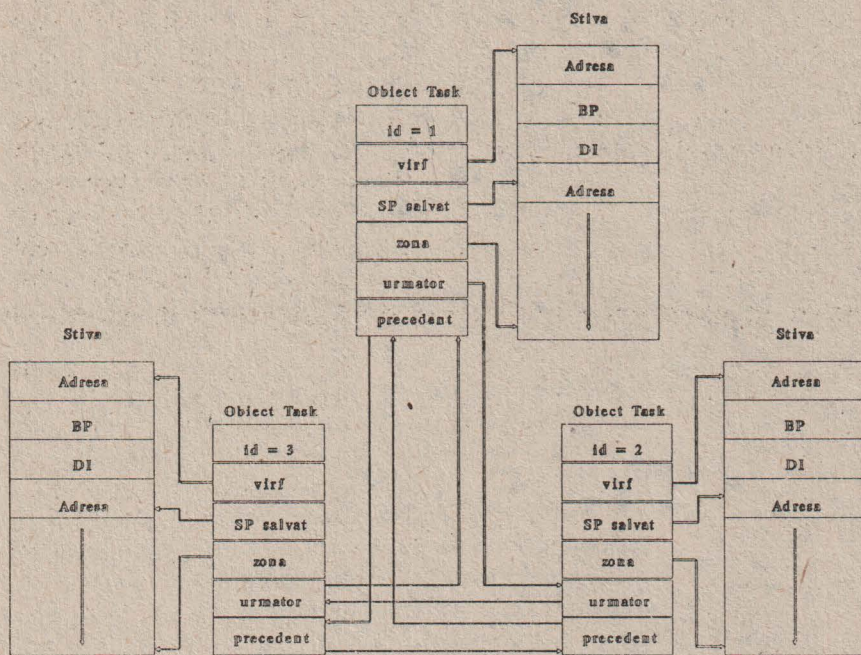 Stiva
Adresa
BP
DI
Adresa
Obiect Task
id = 1
virf
SP salvat
zona
urmator
precedent
Stiva
Adresa
BP
DI
Adresa
Obiect Task
id = 3
virf
SP salvat
zona
urmator
precedent
Obiect Task
id = 2
virf
SP salvat
zona
urmator
precedent
Stiva
Adresa
BP
DI
Adresa